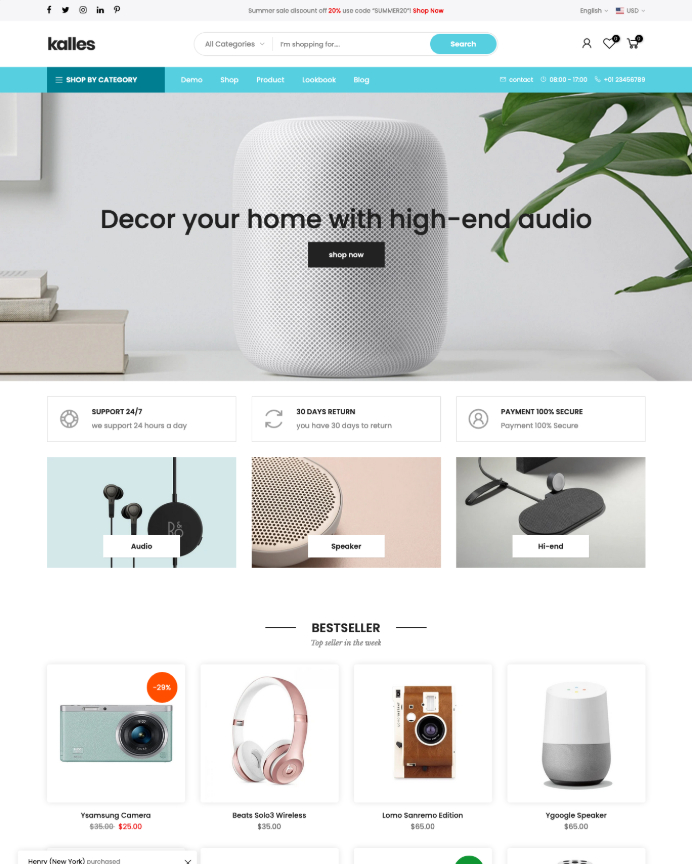 Summer sale discount off 20% use code "SUMMER20"! Shop Now
English
USD
kalles
All Categories
I'm shopping for...
Search
0
0
SHOP BY CATEGORY
Demo
Shop
Product
Lookbook
Blog
contact
08:00 - 17:00
+01 23456789
Decor your home with high-end audio
shop now
SUPPORT 24/7
we support 24 hours a day
30 DAYS RETURN
you have 30 days to return
PAYMENT 100% SECURE
Payment 100% Secure
B&O
Audio
Speaker
Hi-end
BESTSELLER
Top seller in the week
-29%
Ysamsung Camera
$35.00 $25.00
Beats Solo3 Wireless
$35.00
Lomo Sanremo Edition
$65.00
Ygoogle Speaker
$65.00
Henry (New York) purchased